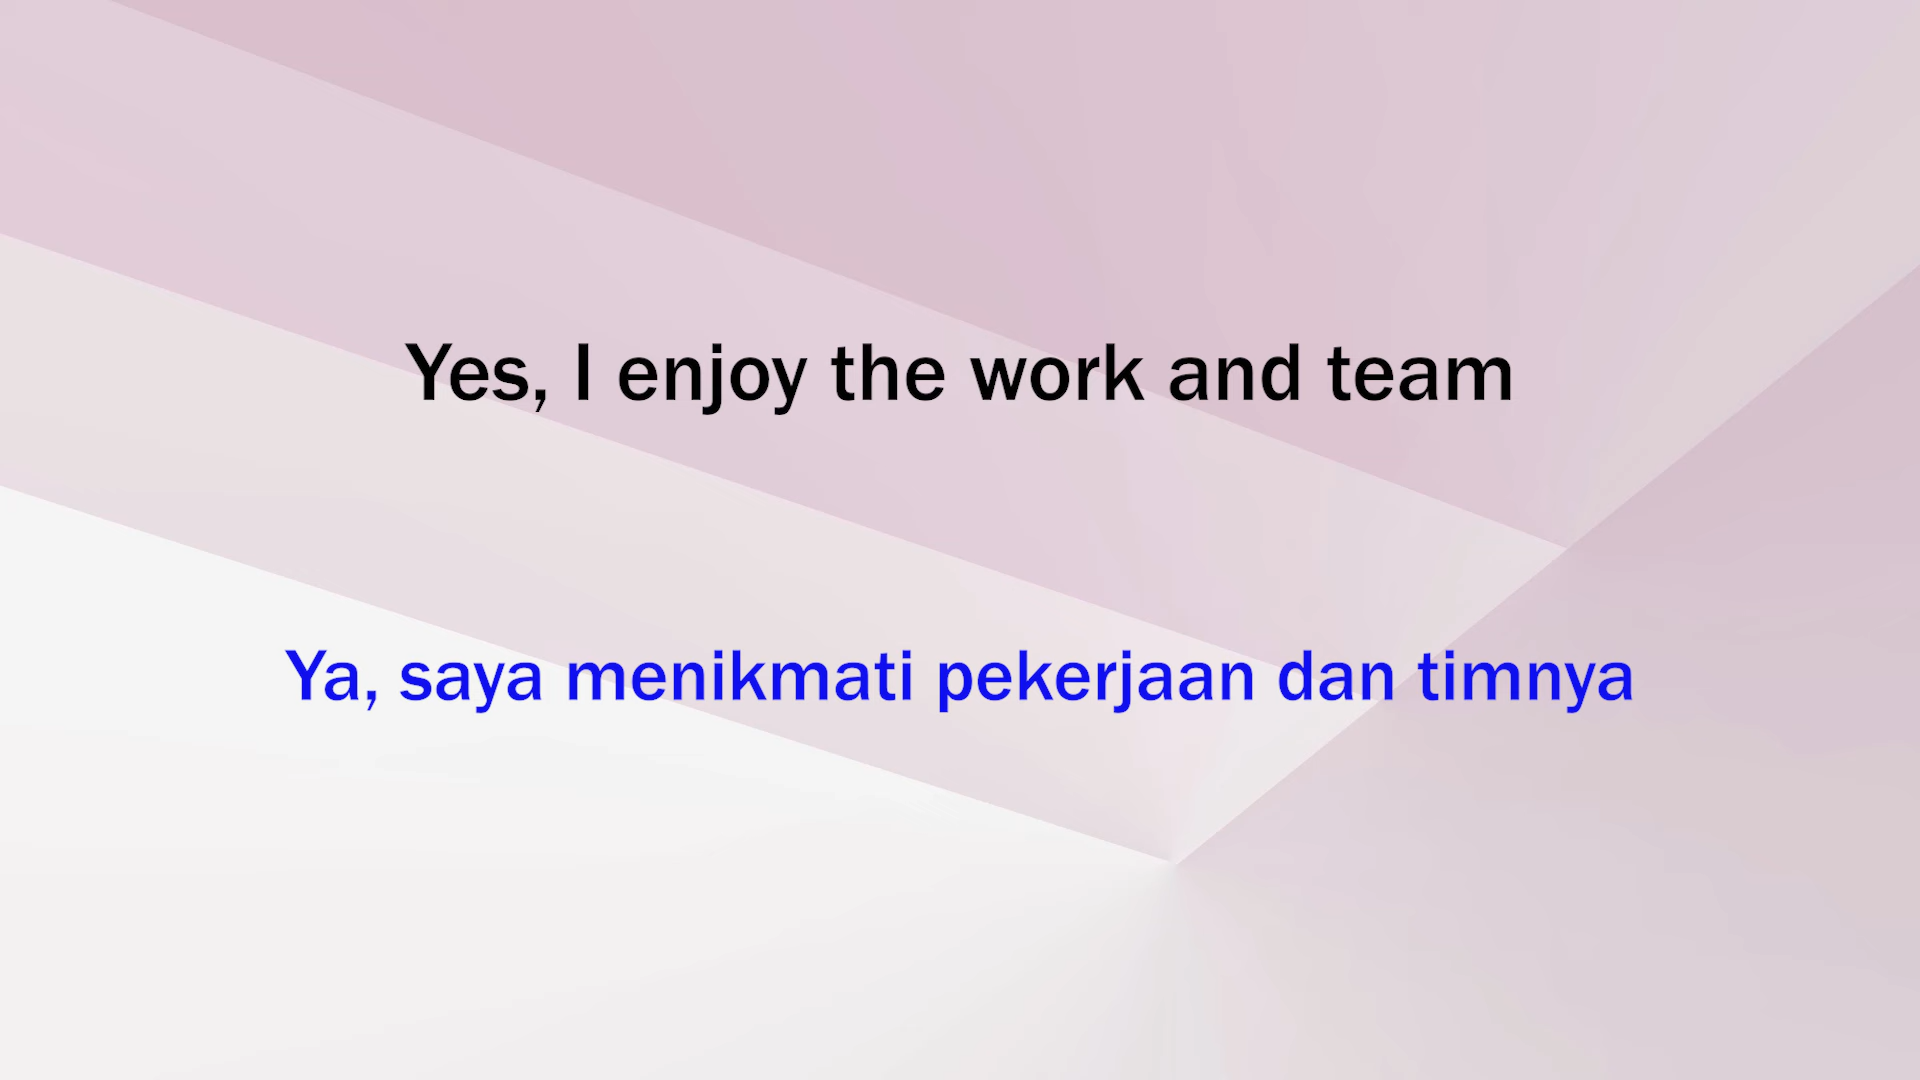 Yes, I enjoy the work and team
Ya, saya menikmati pekerjaan dan timnya